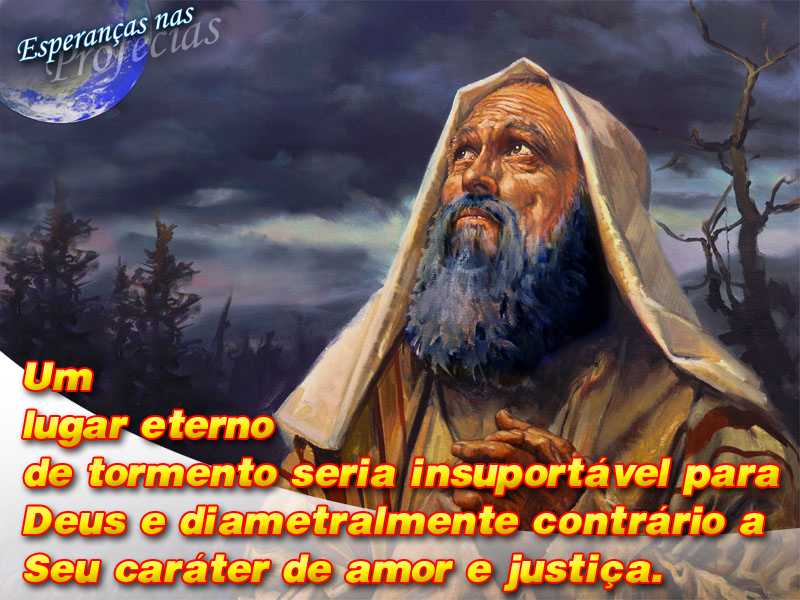 Esperanças nas
Profecias
Um
lugar eterno
de tormento seria insuportável para
Deus e diametralmente contrário a
Seu caráter de amor e justiça.